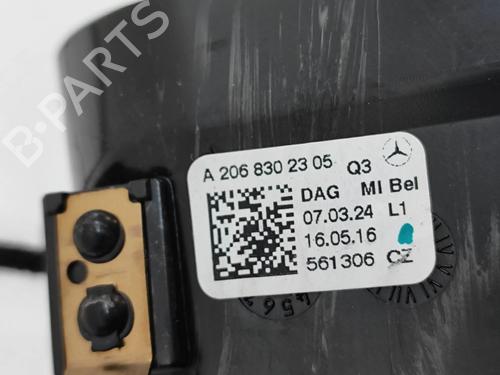 B-PARTS
A 206 830 23 05 Q3
DAG MI Bel
07.03.24 L1
16.05.16
561306 CZ